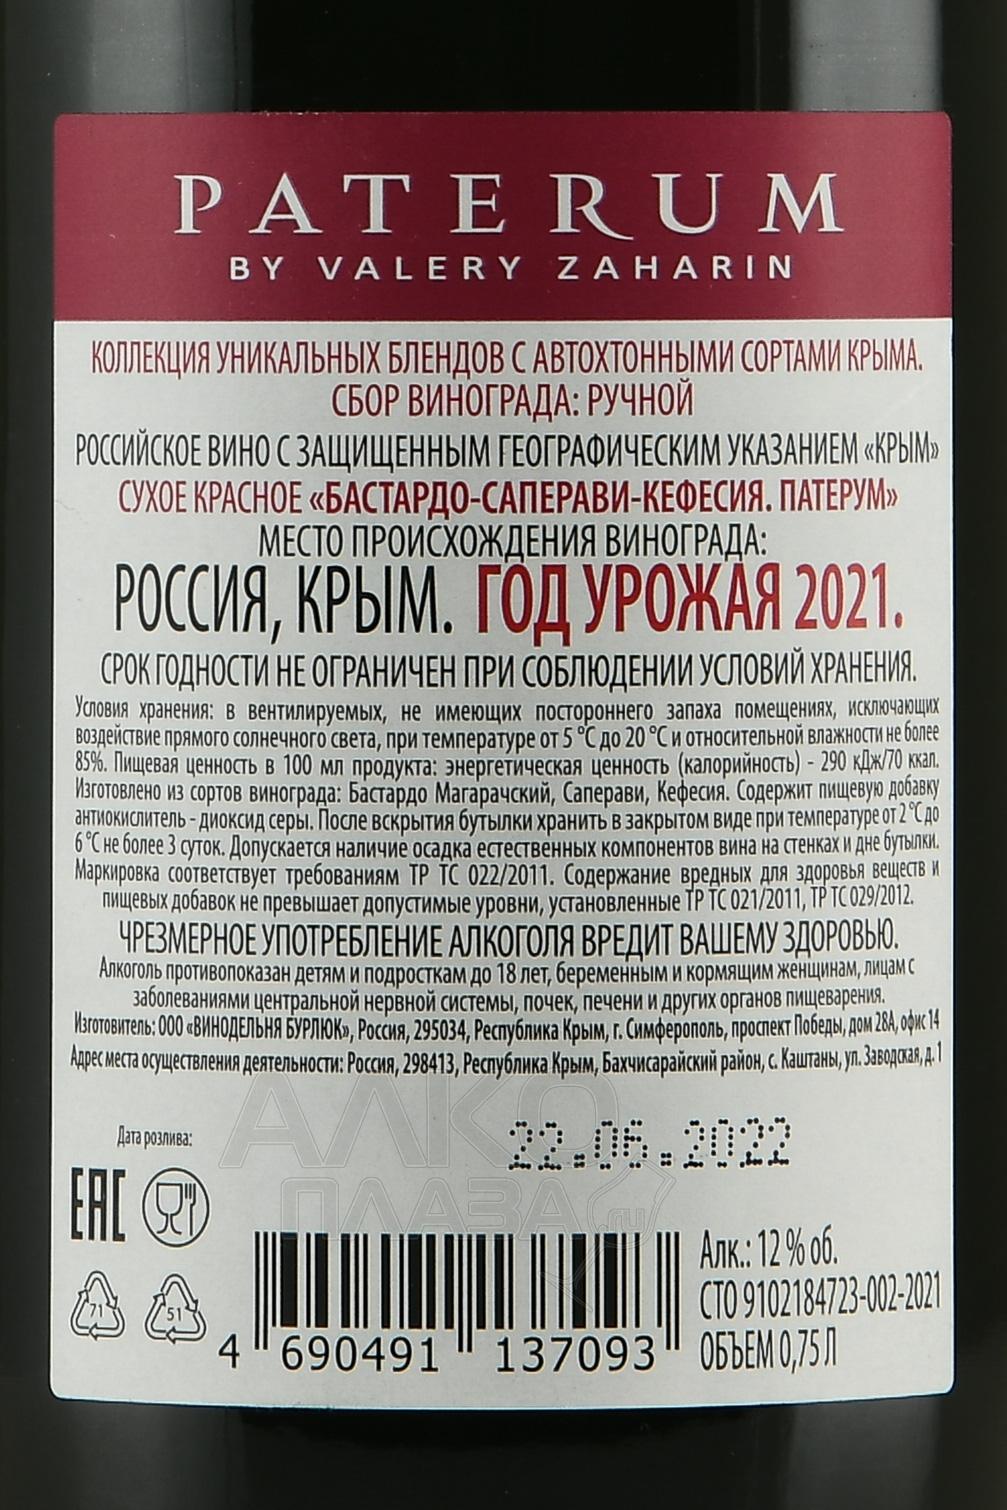 PATERUM
BY VALERY ZAHARIN
КОЛЛЕКЦИЯ УНИКАЛЬНЫХ БЛЕНДОВ С АВТОХТОННЫМИ СОРТАМИ КРЫМА.
СБОР ВИНОГРАДА: РУЧНОЙ
РОССИЙСКОЕ ВИНО С ЗАЩИЩЕННЫМ ГЕОГРАФИЧЕСКИМ УКАЗАНИЕМ «КРЫМ»
СУХОЕ КРАСНОЕ «БАСТАРДО-САПЕРАВИ-КЕФЕСИЯ. ПАТЕРУМ»
МЕСТО ПРОИСХОЖДЕНИЯ ВИНОГРАДА:
РОССИЯ, КРЫМ. ГОД УРОЖАЯ 2021.
СРОК ГОДНОСТИ НЕ ОГРАНИЧЕН ПРИ СОБЛЮДЕНИИ УСЛОВИЙ ХРАНЕНИЯ.
Условия хранения: в вентилируемых, не имеющих постороннего запаха помещениях, исключающих
воздействие прямого солнечного света, при температуре от 5 °С до 20 °С и относительной влажности не более
85%. Пищевая ценность в 100 мл продукта: энергетическая ценность (калорийность) - 290 кДж/70 ккал.
Изготовлено из сортов винограда: Бастардо Магарачский, Саперави, Кефесия. Содержит пищевую добавку
антиокислитель - диоксид серы. После вскрытия бутылки хранить в закрытом виде при температуре от 2 °С до
6 °С не более 3 суток. Допускается наличие осадка естественных компонентов вина на стенках и дне бутылки.
Маркировка соответствует требованиям ТР ТС 022/2011. Содержание вредных для здоровья веществ и
пищевых добавок не превышает допустимые уровни, установленные ТР ТС 021/2011, ТР ТС 029/2012.
ЧРЕЗМЕРНОЕ УПОТРЕБЛЕНИЕ АЛКОГОЛЯ ВРЕДИТ ВАШЕМУ ЗДОРОВЬЮ.
Алкоголь противопоказан детям и подросткам до 18 лет, беременным и кормящим женщинам, лицам с
заболеваниями центральной нервной системы, почек, печени и других органов пищеварения.
Изготовитель: ООО «ВИНОДЕЛЬНЯ БУРЛЮК», Россия, 295034, Республика Крым, г. Симферополь, проспект Победы, дом 28А, офис 14
Адрес места осуществления деятельности: Россия, 298413, Республика Крым, Бахчисарайский район, с. Каштаны, ул. Заводская, д. 1
АЛКО
ПЛАЗА
.ru
Дата розлива:
22.06.2022
ЕАС
71
51
4 690491 137093
Алк.: 12 % об.
СТО 9102184723-002-2021
ОБЪЕМ 0,75 Л